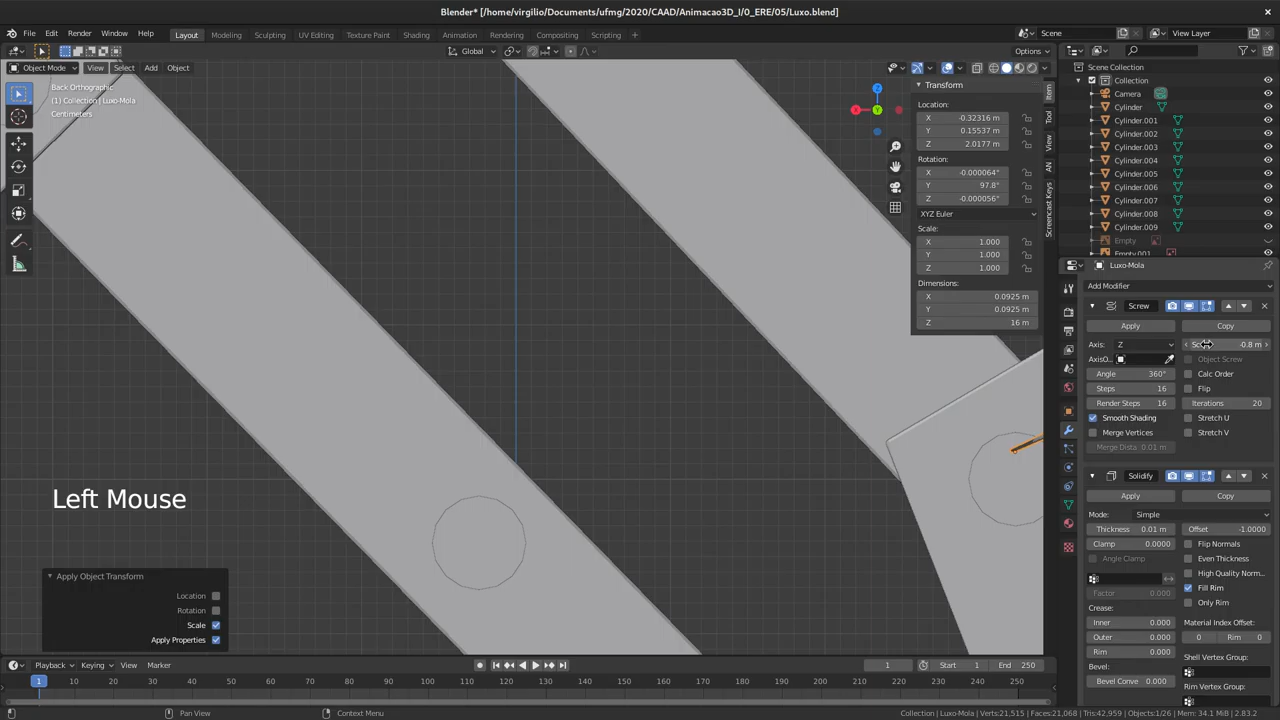 Blender* [/home/virgilio/Documents/ufmg/2020/CAAD/Animacao3D_I/0_ERE/05/Luxo.blend]
File Edit Render Window Help Layout Modeling Sculpting UV Editing Texture Paint Shading Animation Rendering Compositing Scripting Scene View Layer
Global Options
Object Mode View Select Add Object
Back Orthographic
(1) Collection | Luxo-Mola
Centimeters
Transform
Location:
X -0.32316 m
Y 0.15537 m
Z 2.0177 m
Rotation:
X -0.000064°
Y 97.8°
Z -0.000056°
XYZ Euler
Scale:
X 1.000
Y 1.000
Z 1.000
Dimensions:
X 0.0925 m
Y 0.0925 m
Z 16 m
Item
Tool
View
AN
Screencast Keys
Scene Collection
Collection
Camera
Cylinder
Cylinder.001
Cylinder.002
Cylinder.003
Cylinder.004
Cylinder.005
Cylinder.006
Cylinder.007
Cylinder.008
Cylinder.009
Empty
Empty.001
Luxo-Mola
Add Modifier
Screw
Apply Copy
Axis: Z -0.8 m
AxisO... Object Screw
Angle 360° Calc Order
Steps 16 Flip
Render Steps 16 Iterations 20
Smooth Shading Stretch U
Merge Vertices Stretch V
Merge Dista 0.01 m
Solidify
Apply Copy
Mode: Simple
Thickness 0.01 m Offset -1.0000
Clamp 0.0000 Flip Normals
Angle Clamp Even Thickness
High Quality Norm...
Factor 0.000 Fill Rim
Crease: Only Rim
Inner 0.000 Material Index Offset:
Outer 0.000 0 Rim 0
Rim 0.000 Shell Vertex Group:
Bevel:
Bevel Conve 0.000 Rim Vertex Group:
Left Mouse
Apply Object Transform
Location
Rotation
Scale
Apply Properties
Playback Keying View Marker 1 Start 1 End 250
1 10 20 30 40 50 60 70 80 90 100 110 120 130 140 150 160 170 180 190 200 210 220 230 240 250
Pan View Context Menu Collection | Luxo-Mola | Verts:21,515 | Faces:21,068 | Tris:42,959 | Objects:1/26 | Mem: 34.1 MiB | 2.83.2